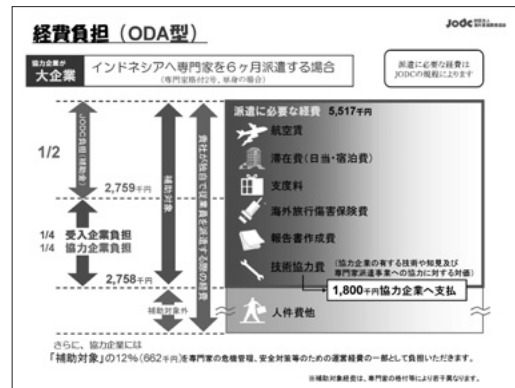 経費負担（ODA型）
Jodc 財団法人
海外貿易開発協会
協力企業が
大企業
インドネシアへ専門家を６ヶ月派遣する場合
（専門家格付2号、単身の場合）
派遣に必要な経費は
JODCの規程によります
派遣に必要な経費 5,517千円
航空賃
滞在費（日当・宿泊費）
支度料
海外旅行傷害保険費
報告書作成費
技術協力費
（協力企業の有する技術や知見及び
専門家派遣事業への協力に対する対価）
1,800千円協力企業へ支払
人件費他
1/2
JODC負担（補助金）
2,759千円
1/4 受入企業負担
1/4 協力企業負担
2,758千円
補助対象
補助対象外
貴社が独自で従業員を派遣する際の経費
さらに、協力企業には
「補助対象」の12%（662千円）を専門家の危機管理、安全対策等のための運営経費の一部として負担いただきます。
※補助対象経費は、専門家の格付等により若干異なります。